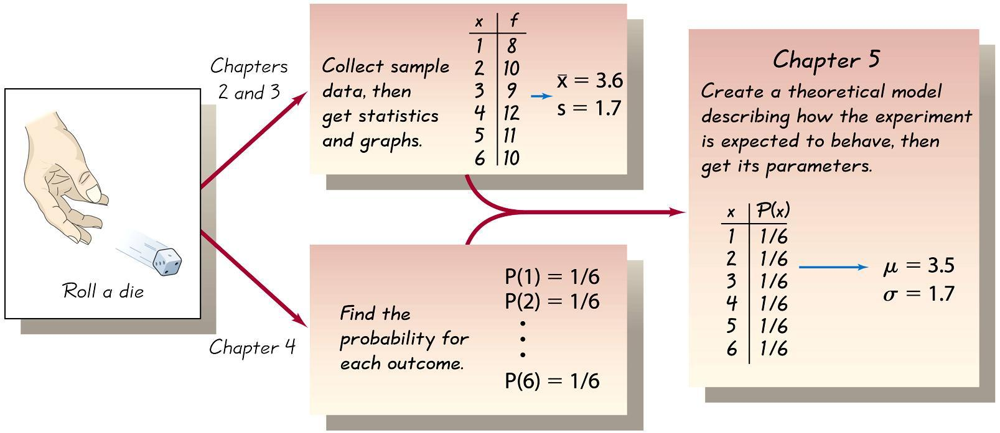 Roll a die
Chapters
2 and 3
Chapter 4
Collect sample
data, then
get statistics
and graphs.
x f
1 8
2 10
3 9
4 12
5 11
6 10
x̄ = 3.6
s = 1.7
Find the
probability for
each outcome.
P(1) = 1/6
P(2) = 1/6
P(6) = 1/6
Chapter 5
Create a theoretical model
describing how the experiment
is expected to behave, then
get its parameters.
x P(x)
1 1/6
2 1/6
3 1/6
4 1/6
5 1/6
6 1/6
μ = 3.5
σ = 1.7